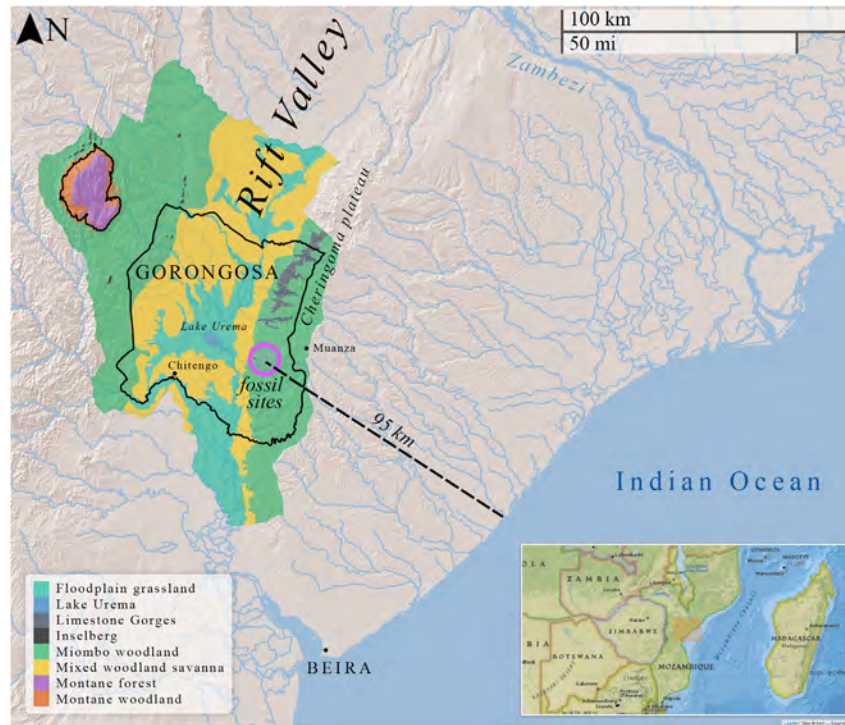 N
100 km
50 mi
Zambezi
Rift Valley
Cheringoma plateau
GORONGOSA
Lake Urema
Muanza
Chitengo
fossil
sites
95 km
Indian Ocean
BEIRA
Floodplain grassland
Lake Urema
Limestone Gorges
Inselberg
Miombo woodland
Mixed woodland savanna
Montane forest
Montane woodland
OLA
ZAMBIA
ZIMBABWE
BIA
BOTSWANA
MOZAMBIQUE
MADAGASCAR